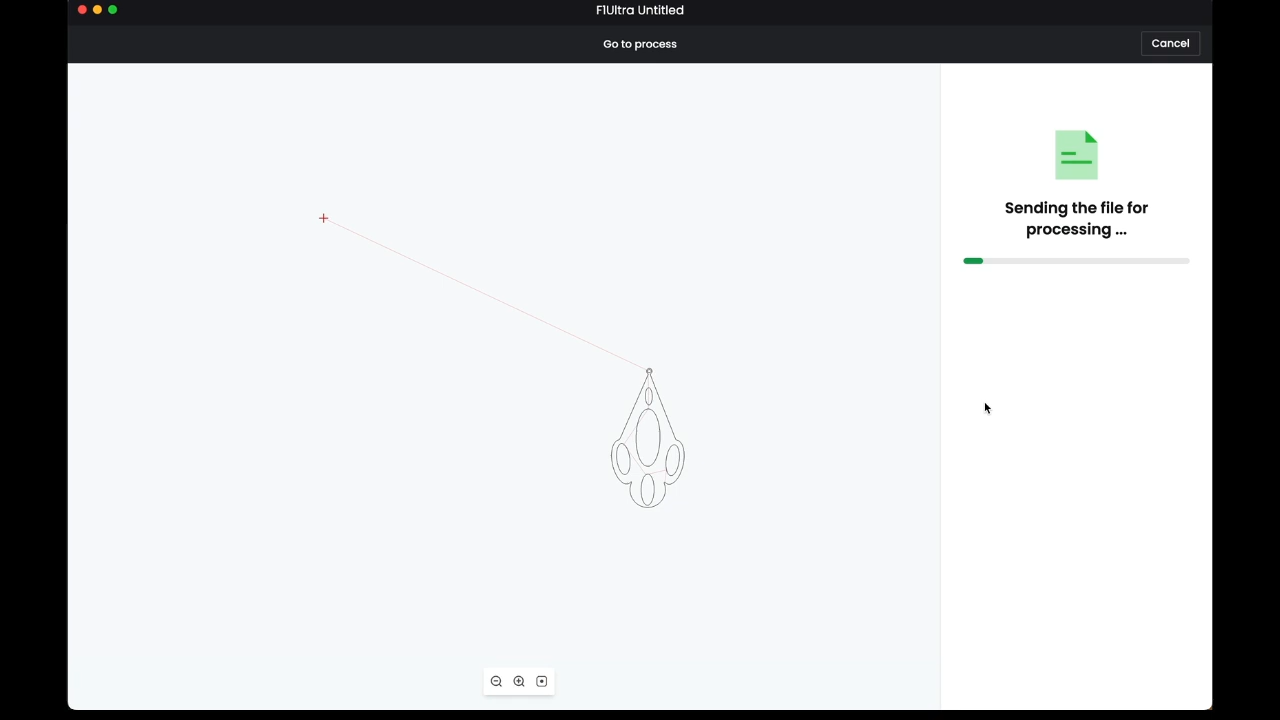 F1Ultra Untitled
Go to process
Cancel
Sending the file for
processing ...